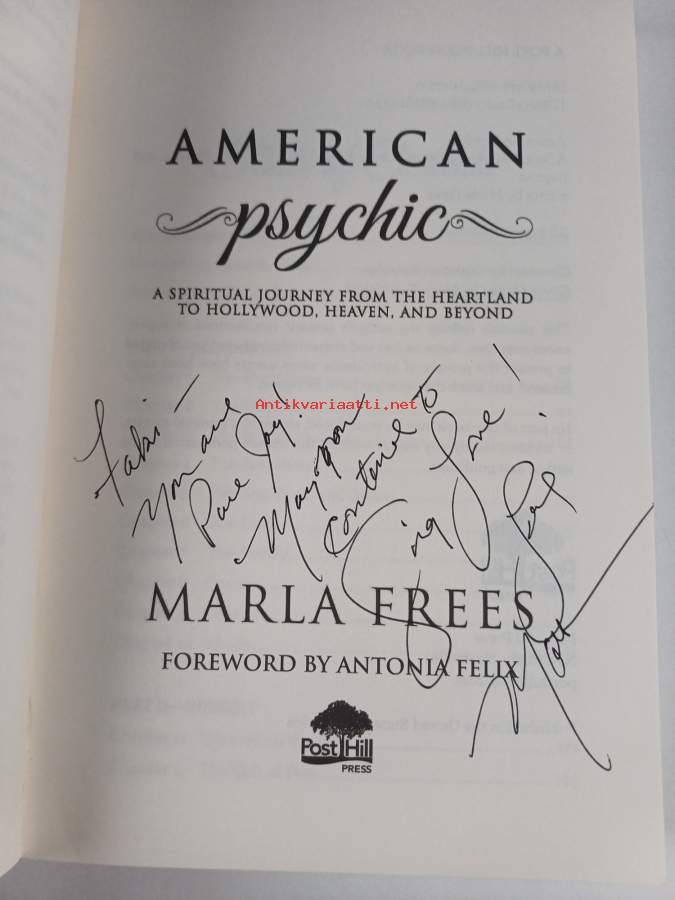 AMERICAN
psychic
A SPIRITUAL JOURNEY FROM THE HEARTLAND
TO HOLLYWOOD, HEAVEN, AND BEYOND
Antikvariaatti.net
You are
Pure Joy!
May you
Continue to
Sing Love!
MARLA FREES
FOREWORD BY ANTONIA FELIX
Post Hill
PRESS